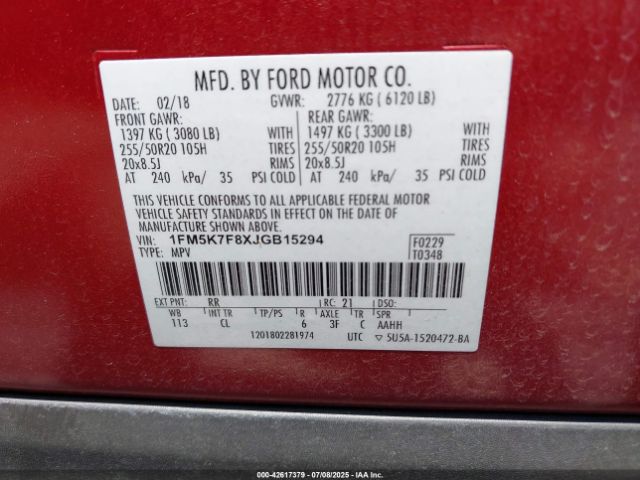 MFD. BY FORD MOTOR CO.
DATE: 02/18 GVWR: 2776 KG ( 6120 LB)
FRONT GAWR: REAR GAWR:
1397 KG ( 3080 LB) WITH 1497 KG ( 3300 LB) WITH
255/50R20 105H TIRES 255/50R20 105H TIRES
20x8.5J RIMS 20x8.5J RIMS
AT 240 kPa/ 35 PSI COLD AT 240 kPa/ 35 PSI COLD
THIS VEHICLE CONFORMS TO ALL APPLICABLE FEDERAL MOTOR
VEHICLE SAFETY STANDARDS IN EFFECT ON THE DATE OF
MANUFACTURE SHOWN ABOVE.
VIN: 1FM5K7F8XJGB15294 F0229
TYPE: MPV T0348
EXT PNT: RR RC: 21 DSO:
WB INT TR TP/PS R AXLE TR SPR
113 CL 6 3F C AAHH
1201802281974 UTC ▽ 5U5A-1520472-BA
000-42617379 - 07/08/2025 - IAAI.COM